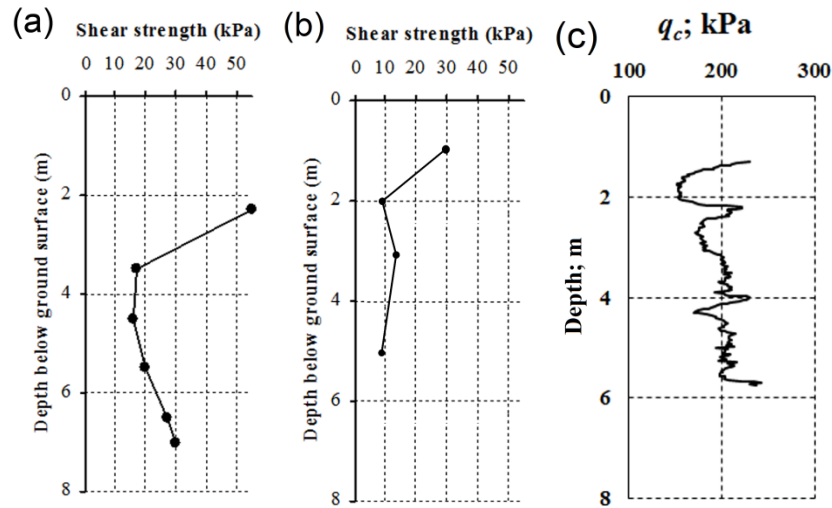 (a)
Shear strength (kPa)
0 10 20 30 40 50
0
2
4
6
8
Depth below ground surface (m)
(b)
Shear strength (kPa)
0 10 20 30 40 50
0
2
4
6
8
Depth below ground surface (m)
(c)
qc; kPa
100 200 300
0
2
4
6
8
Depth; m